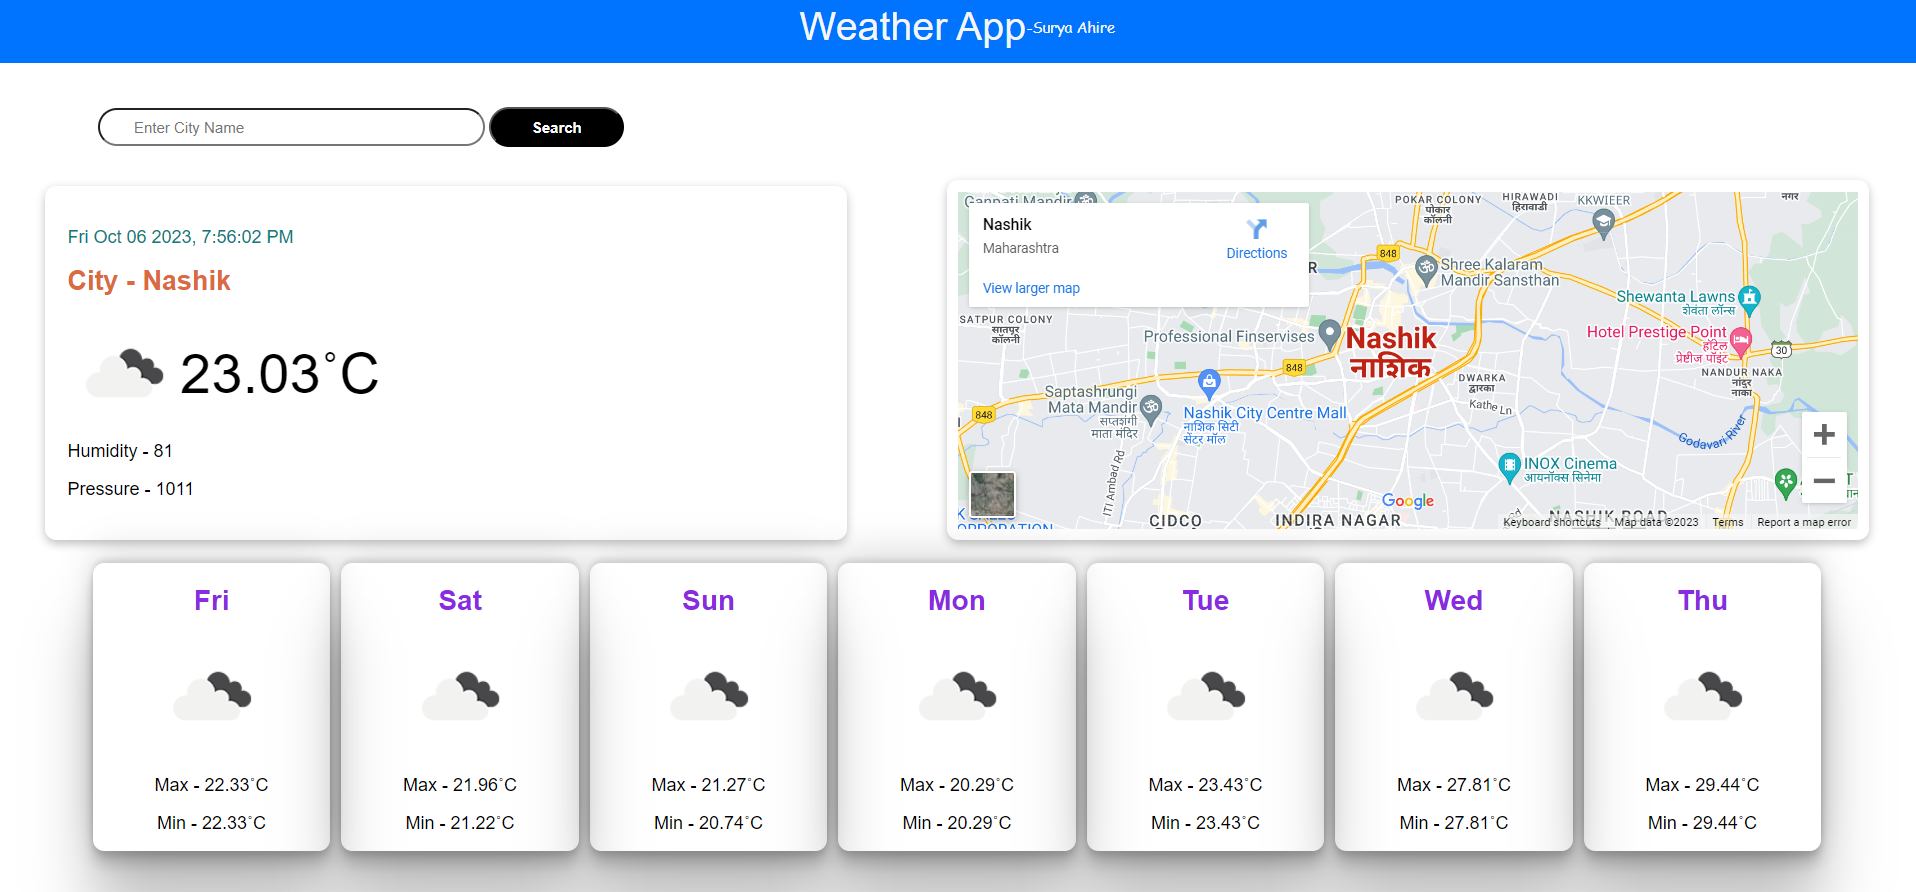 Weather App-Surya Ahire
Enter City Name
Search
Fri Oct 06 2023, 7:56:02 PM
City - Nashik
23.03°C
Humidity - 81
Pressure - 1011
Nashik
Maharashtra
Directions
View larger map
Gannati Mandir
POKAR COLONY
पोकार
कॉलनी
HIRAWADI
हिरावाडी
KKWIEER
नगर
R
848
Shree Kalaram
Mandir Sansthan
Shewanta Lawns
शेवंता लॉन्स
SATPUR COLONY
सातपूर
कॉलनी
Professional Finservises
Nashik
नाशिक
Hotel Prestige Point
हॉटेल
प्रेस्टीज पॉइंट
30
848
NANDUR NAKA
नांदुर
नाका
DWARKA
द्वारका
Kathe Ln
Saptashrungi
Mata Mandir
सप्तशंगी
माता मंदिर
848
Nashik City Centre Mall
नाशिक सिटी
सेंटर मॉल
Godavari River
ITI Ambad Rd
INOX Cinema
आयनॉक्स सिनेमा
Google
CIDCO
INDIRA NAGAR
NASHIK ROAD
Keyboard shortcuts
Map data ©2023
Terms
Report a map error
Fri
Sat
Sun
Mon
Tue
Wed
Thu
Max - 22.33°C
Max - 21.96°C
Max - 21.27°C
Max - 20.29°C
Max - 23.43°C
Max - 27.81°C
Max - 29.44°C
Min - 22.33°C
Min - 21.22°C
Min - 20.74°C
Min - 20.29°C
Min - 23.43°C
Min - 27.81°C
Min - 29.44°C